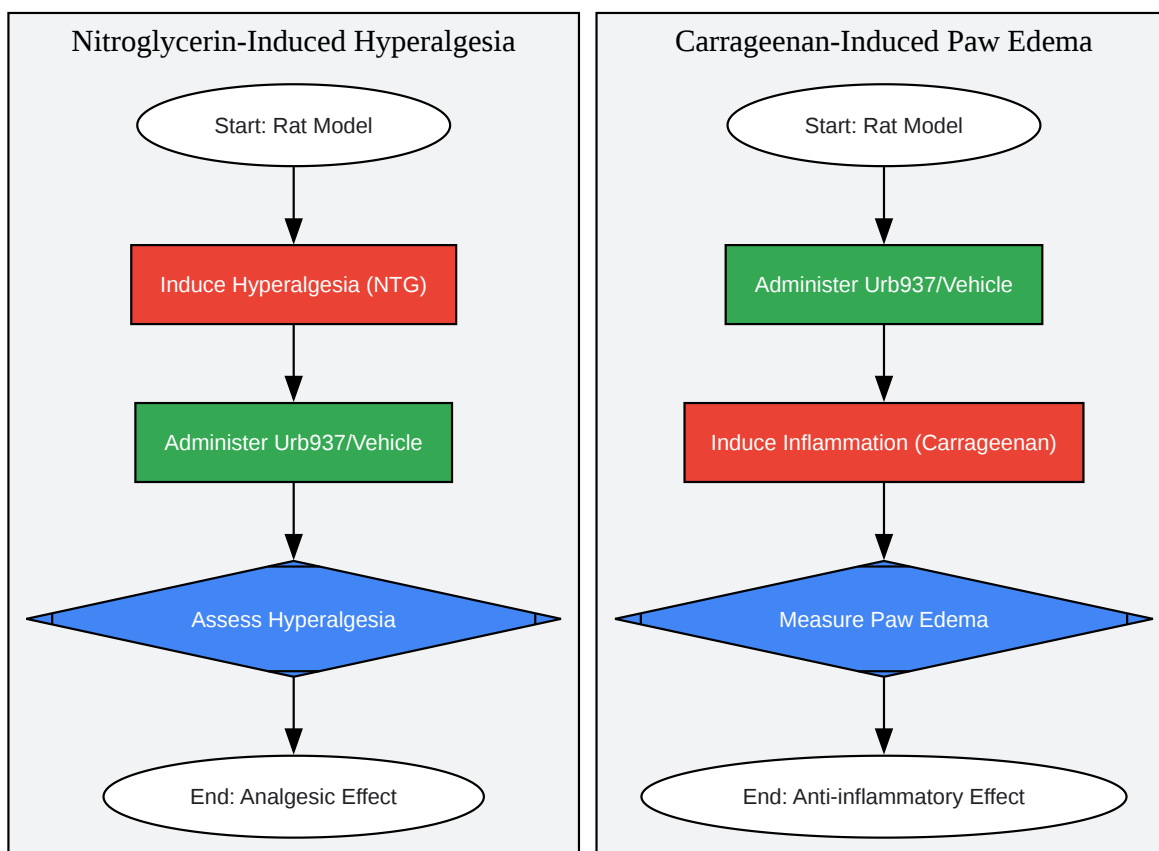 Nitroglycerin-Induced Hyperalgesia
Start: Rat Model
Induce Hyperalgesia (NTG)
Administer Urb937/Vehicle
Assess Hyperalgesia
End: Analgesic Effect
Carrageenan-Induced Paw Edema
Start: Rat Model
Administer Urb937/Vehicle
Induce Inflammation (Carrageenan)
Measure Paw Edema
End: Anti-inflammatory Effect